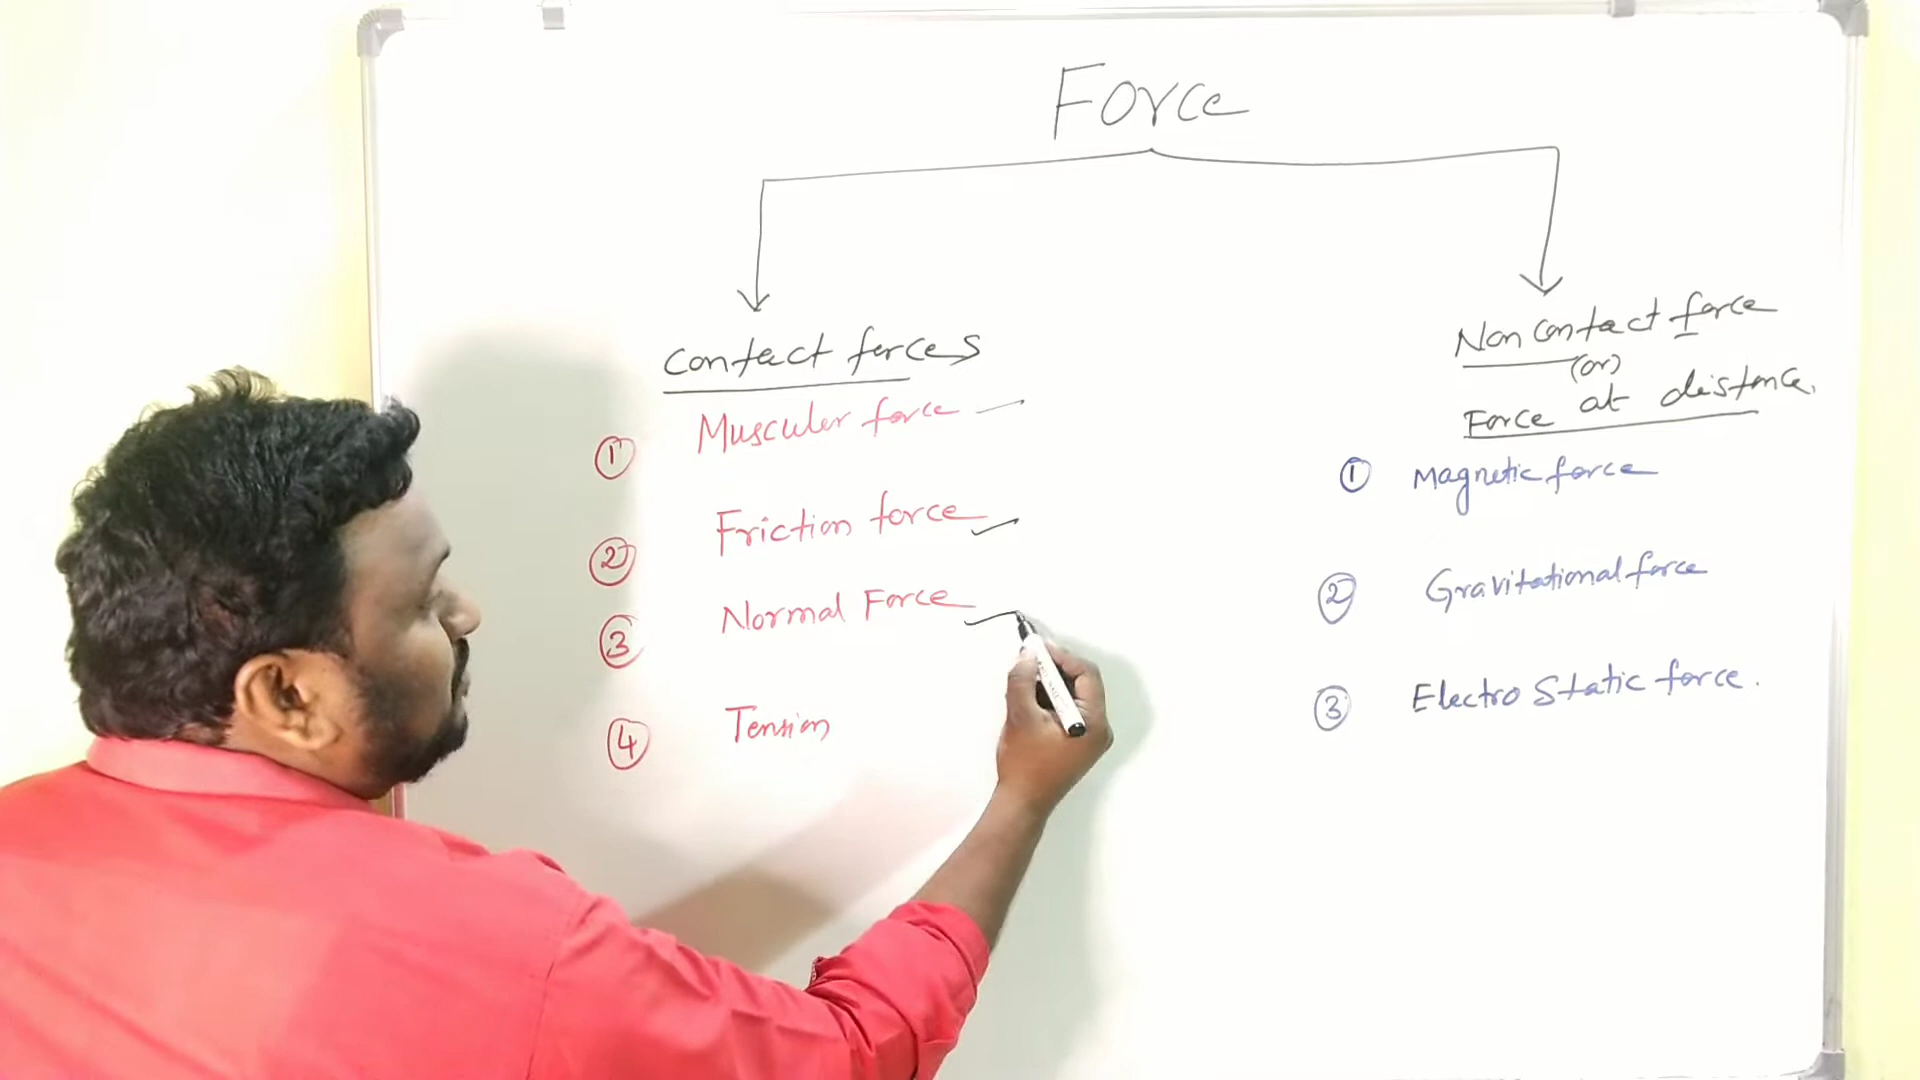 Force
Contact forces
① Muscular force
② Friction force
③ Normal Force
④ Tension
Non Contact force
(or)
Force at distance.
① Magnetic force
② Gravitational force
③ Electro Static force.